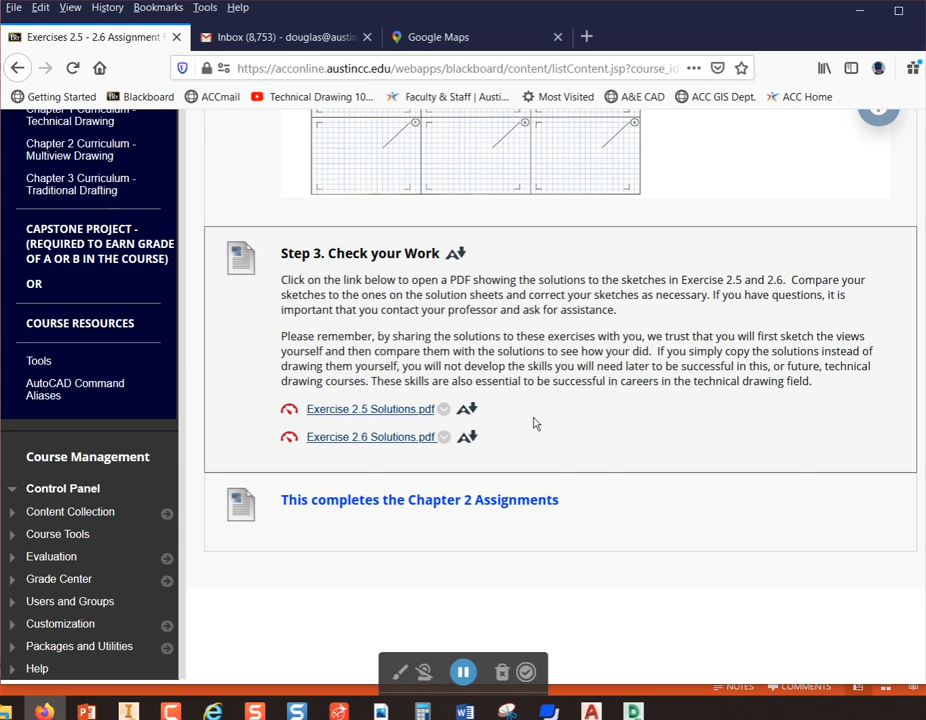 File Edit View History Bookmarks Tools Help
Bb Exercises 2.5 - 2.6 Assignment
Inbox (8,753) - douglas@austin
Google Maps
https://acconline.austincc.edu/webapps/blackboard/content/listContent.jsp?course_id
Getting Started Bb Blackboard ACCmail Technical Drawing 10... Faculty & Staff | Austi... Most Visited A&E CAD ACC GIS Dept. ACC Home
Technical Drawing
Chapter 2 Curriculum -
Multiview Drawing
Chapter 3 Curriculum -
Traditional Drafting
CAPSTONE PROJECT -
(REQUIRED TO EARN GRADE
OF A OR B IN THE COURSE)
OR
COURSE RESOURCES
Tools
AutoCAD Command
Aliases
Course Management
Control Panel
Content Collection
Course Tools
Evaluation
Grade Center
Users and Groups
Customization
Packages and Utilities
Help
Step 3. Check your Work
Click on the link below to open a PDF showing the solutions to the sketches in Exercise 2.5 and 2.6. Compare your
sketches to the ones on the solution sheets and correct your sketches as necessary. If you have questions, it is
important that you contact your professor and ask for assistance.
Please remember, by sharing the solutions to these exercises with you, we trust that you will first sketch the views
yourself and then compare them with the solutions to see how your did. If you simply copy the solutions instead of
drawing them yourself, you will not develop the skills you will need later to be successful in this, or future, technical
drawing courses. These skills are also essential to be successful in careers in the technical drawing field.
Exercise 2.5 Solutions.pdf
Exercise 2.6 Solutions.pdf
This completes the Chapter 2 Assignments
NOTES COMMENTS